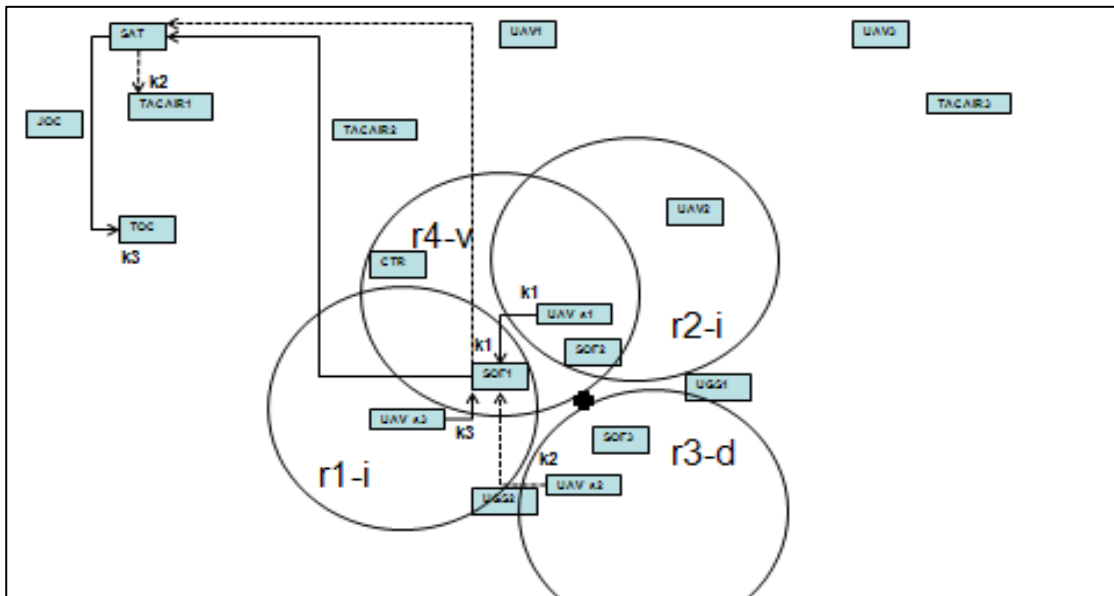 SAT
UAV1
UAV3
k2
TACAIR1
TACAIR3
JOC
TACAIR2
UAV2
TOC
r4-v
k3
CTR
k1
UAV a1
r2-i
k1
SOF2
SOF1
UGS1
UAV a3
k3
SOF3
r3-d
k2
r1-i
UAV a2
UGS2